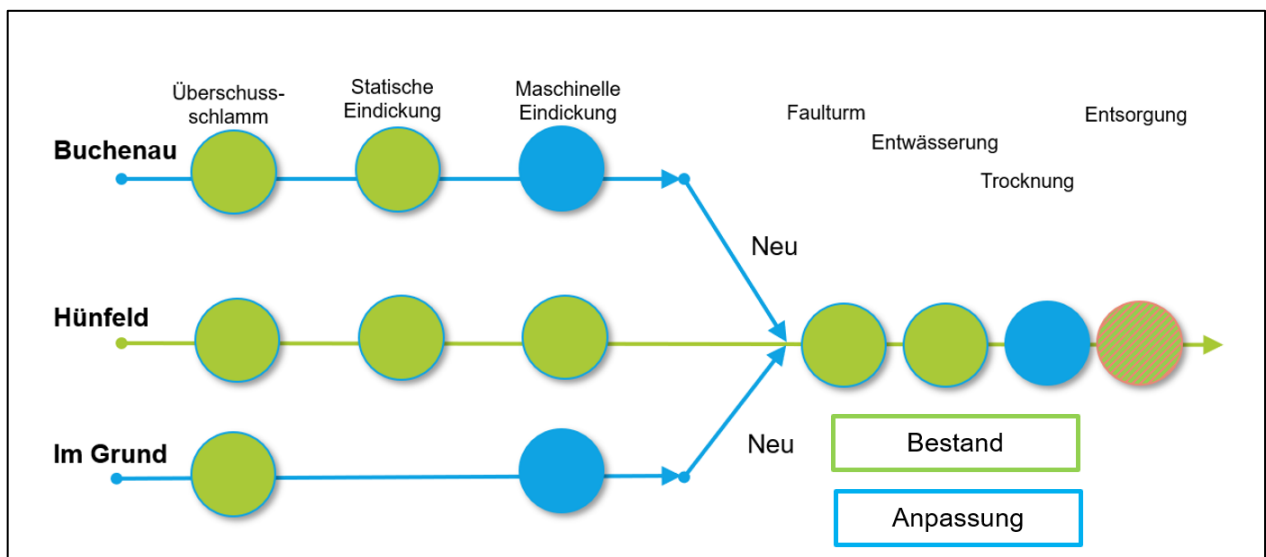 Überschuss-
schlamm
Statische
Eindickung
Maschinelle
Eindickung
Faulturm
Entwässerung
Trocknung
Entsorgung
Buchenau
Neu
Hünfeld
Im Grund
Neu
Bestand
Anpassung